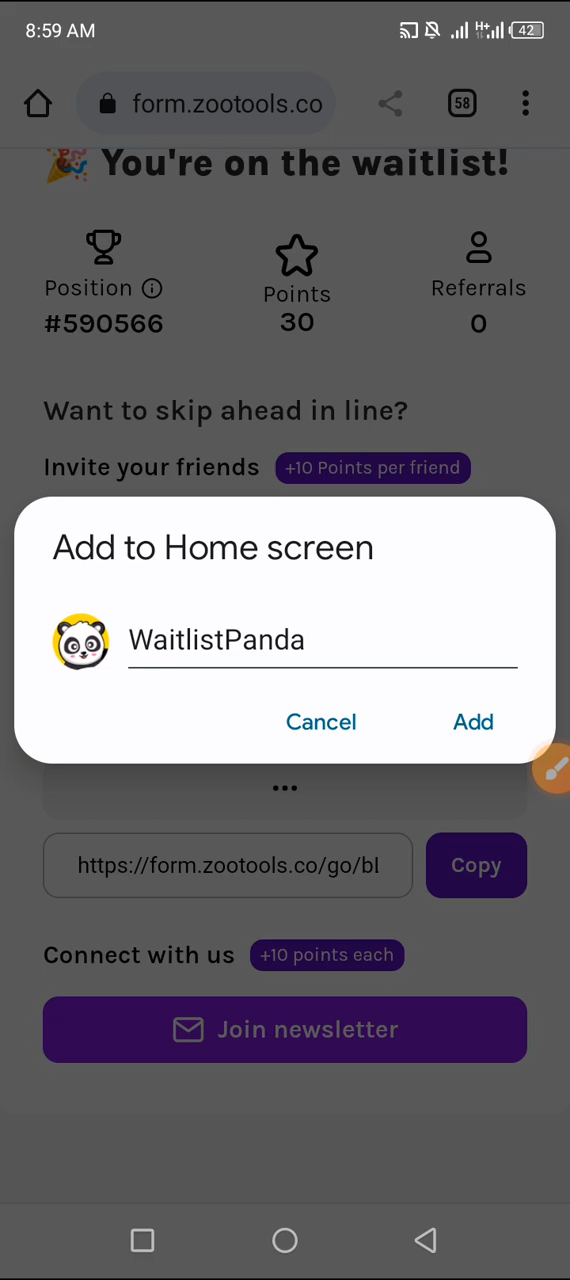 8:59 AM
H+
42
form.zootools.co
58
🎉 You're on the waitlist!
Position
Points
Referrals
#590566
30
0
Want to skip ahead in line?
Invite your friends
+10 Points per friend
Add to Home screen
WaitlistPanda
Cancel
Add
...
https://form.zootools.co/go/bl
Copy
Connect with us
+10 points each
Join newsletter